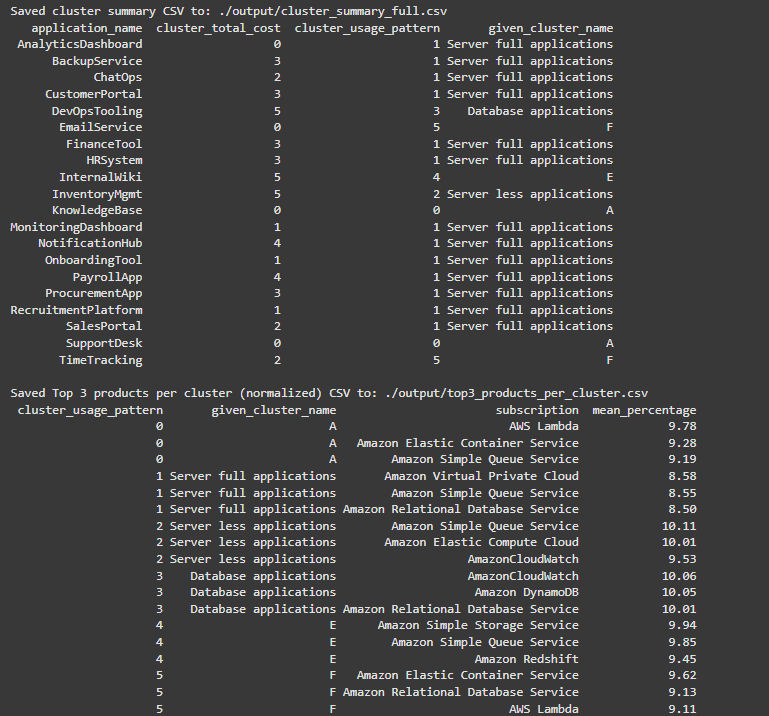 Saved cluster summary CSV to: ./output/cluster_summary_full.csv
application_name cluster_total_cost cluster_usage_pattern given_cluster_name
AnalyticsDashboard 0 1 Server full applications
BackupService 3 1 Server full applications
ChatOps 2 1 Server full applications
CustomerPortal 3 1 Server full applications
DevOpsTooling 5 3 Database applications
EmailService 0 5 F
FinanceTool 3 1 Server full applications
HRSystem 3 1 Server full applications
InternalWiki 5 4 E
InventoryMgmt 5 2 Server less applications
KnowledgeBase 0 0 A
MonitoringDashboard 1 1 Server full applications
NotificationHub 4 1 Server full applications
OnboardingTool 1 1 Server full applications
PayrollApp 4 1 Server full applications
ProcurementApp 3 1 Server full applications
RecruitmentPlatform 1 1 Server full applications
SalesPortal 2 1 Server full applications
SupportDesk 0 0 A
TimeTracking 2 5 F
Saved Top 3 products per cluster (normalized) CSV to: ./output/top3_products_per_cluster.csv
cluster_usage_pattern given_cluster_name subscription mean_percentage
0 A AWS Lambda 9.78
0 A Amazon Elastic Container Service 9.28
0 A Amazon Simple Queue Service 9.19
1 Server full applications Amazon Virtual Private Cloud 8.58
1 Server full applications Amazon Simple Queue Service 8.55
1 Server full applications Amazon Relational Database Service 8.50
2 Server less applications Amazon Simple Queue Service 10.11
2 Server less applications Amazon Elastic Compute Cloud 10.01
2 Server less applications AmazonCloudWatch 9.53
3 Database applications AmazonCloudWatch 10.06
3 Database applications Amazon DynamoDB 10.05
3 Database applications Amazon Relational Database Service 10.01
4 E Amazon Simple Storage Service 9.94
4 E Amazon Simple Queue Service 9.85
4 E Amazon Redshift 9.45
5 F Amazon Elastic Container Service 9.62
5 F Amazon Relational Database Service 9.13
5 F AWS Lambda 9.11